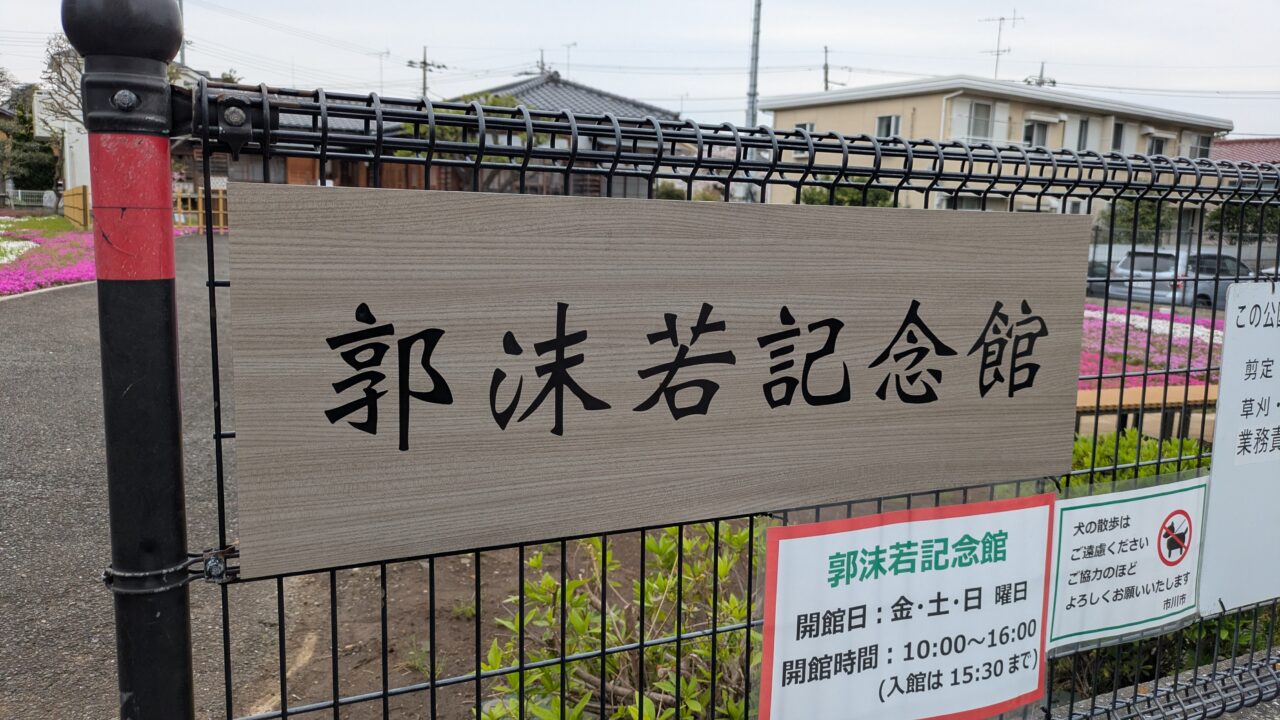 郭沫若記念館
郭沫若記念館
開館日：金・土・日 曜日
開館時間：10:00～16:00
(入館は 15:30 まで)
犬の散歩は
ご遠慮ください
ご協力のほど
よろしくお願いいたします
市川市
この公
剪定
草刈・
業務責